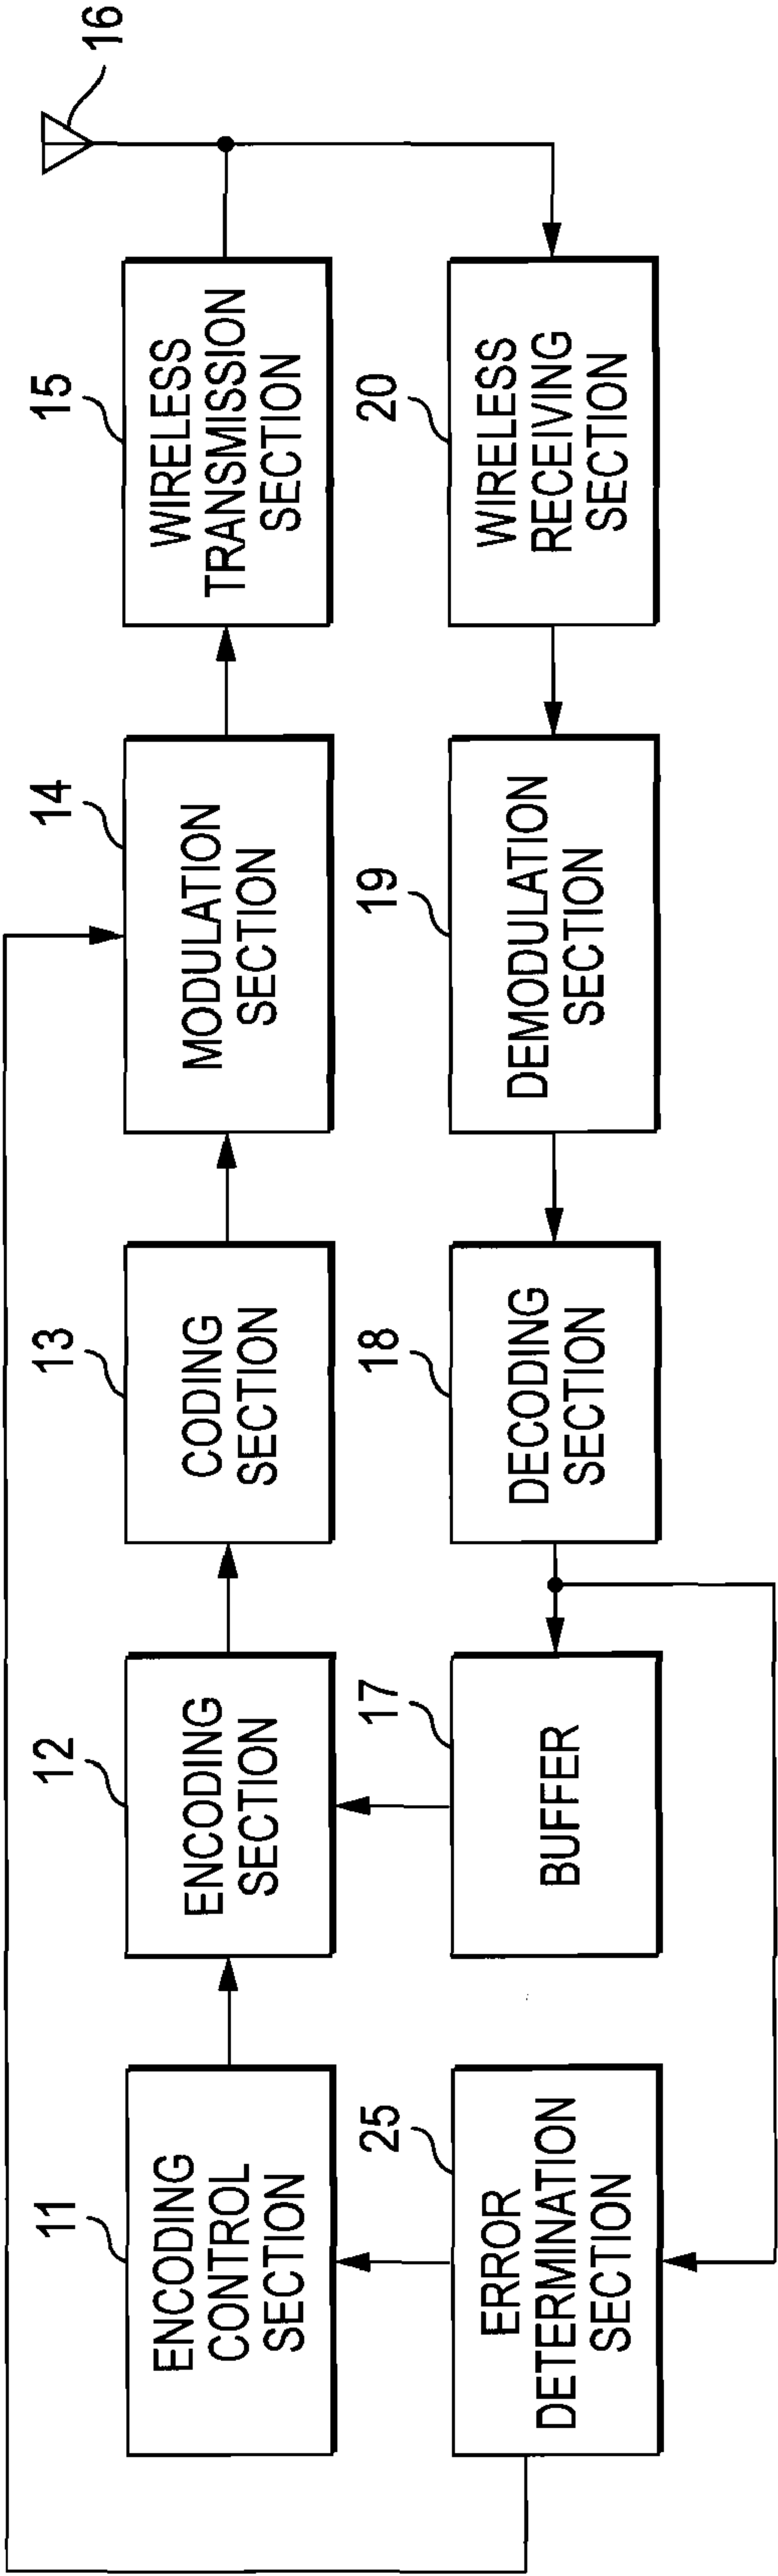 11
ENCODING
CONTROL
SECTION
12
ENCODING
SECTION
13
CODING
SECTION
14
MODULATION
SECTION
15
WIRELESS
TRANSMISSION
SECTION
16
25
ERROR
DETERMINATION
SECTION
17
BUFFER
18
DECODING
SECTION
19
DEMODULATION
SECTION
20
WIRELESS
RECEIVING
SECTION